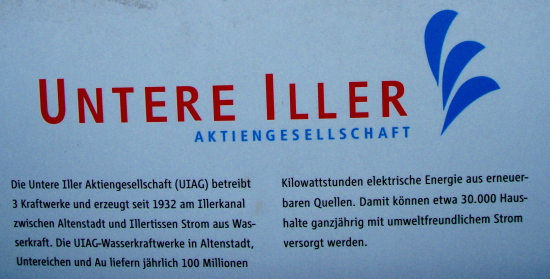 UNTERE ILLER
AKTIENGESELLSCHAFT
Die Untere Iller Aktiengesellschaft (UIAG) betreibt
3 Kraftwerke und erzeugt seit 1932 am Illerkanal
zwischen Altenstadt und Illertissen Strom aus Was-
serkraft. Die UIAG-Wasserkraftwerke in Altenstadt,
Untereichen und Au liefern jährlich 100 Millionen
Kilowattstunden elektrische Energie aus erneuer-
baren Quellen. Damit können etwa 30.000 Haus-
halte ganzjährig mit umweltfreundlichem Strom
versorgt werden.